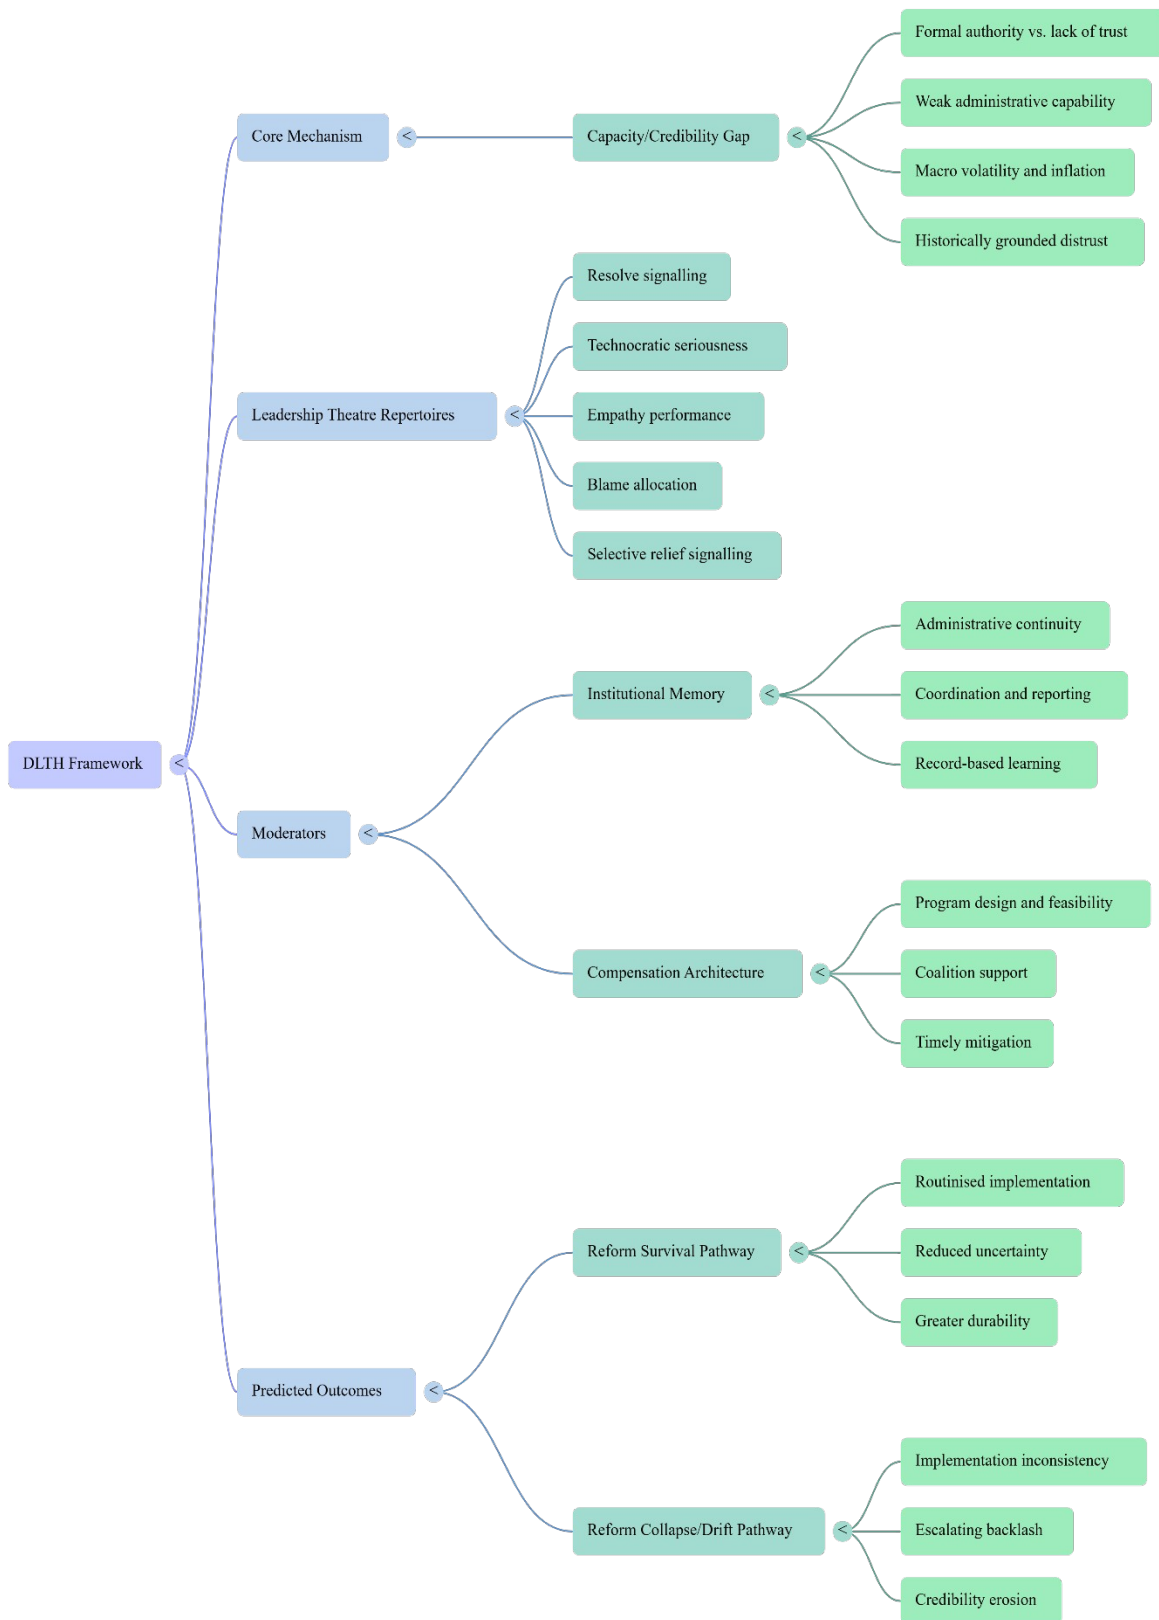 Formal authority vs. lack of trust
Weak administrative capability
Core Mechanism
<
Capacity/Credibility Gap
<
Macro volatility and inflation
Historically grounded distrust
Resolve signalling
Technocratic seriousness
Leadership Theatre Repertoires
<
Empathy performance
Blame allocation
Selective relief signalling
Administrative continuity
Institutional Memory
<
Coordination and reporting
Record-based learning
DLTH Framework
<
Moderators
<
Program design and feasibility
Compensation Architecture
<
Coalition support
Timely mitigation
Routinised implementation
Reform Survival Pathway
<
Reduced uncertainty
Greater durability
Predicted Outcomes
<
Implementation inconsistency
Reform Collapse/Drift Pathway
<
Escalating backlash
Credibility erosion